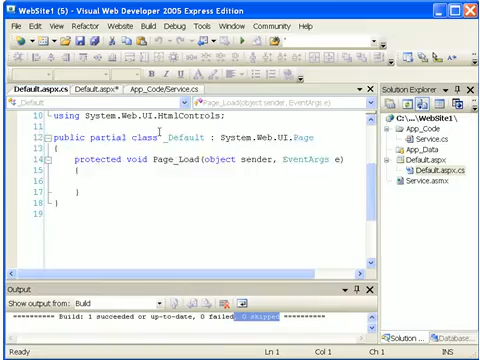 WebSite1 (5) - Visual Web Developer 2005 Express Edition
File Edit View Refactor Website Build Debug Tools Window Community Help
Default.aspx.cs Default.aspx* App_Code/Service.cs
_Default Page_Load(object sender, EventArgs e)
10 using System.Web.UI.HtmlControls;
11
12 public partial class _Default : System.Web.UI.Page
13 {
14 protected void Page_Load(object sender, EventArgs e)
15 {
16
17 }
18 }
19
Solution Explorer
C:\...\WebSite1\
App_Code
Service.cs
App_Data
Default.aspx
Default.aspx.cs
Service.asmx
Output
Show output from: Build
========== Build: 1 succeeded or up-to-date, 0 failed, 0 skipped ==========
Solution ... Database...
Ready Ln 1 Col 1 Ch 1 INS